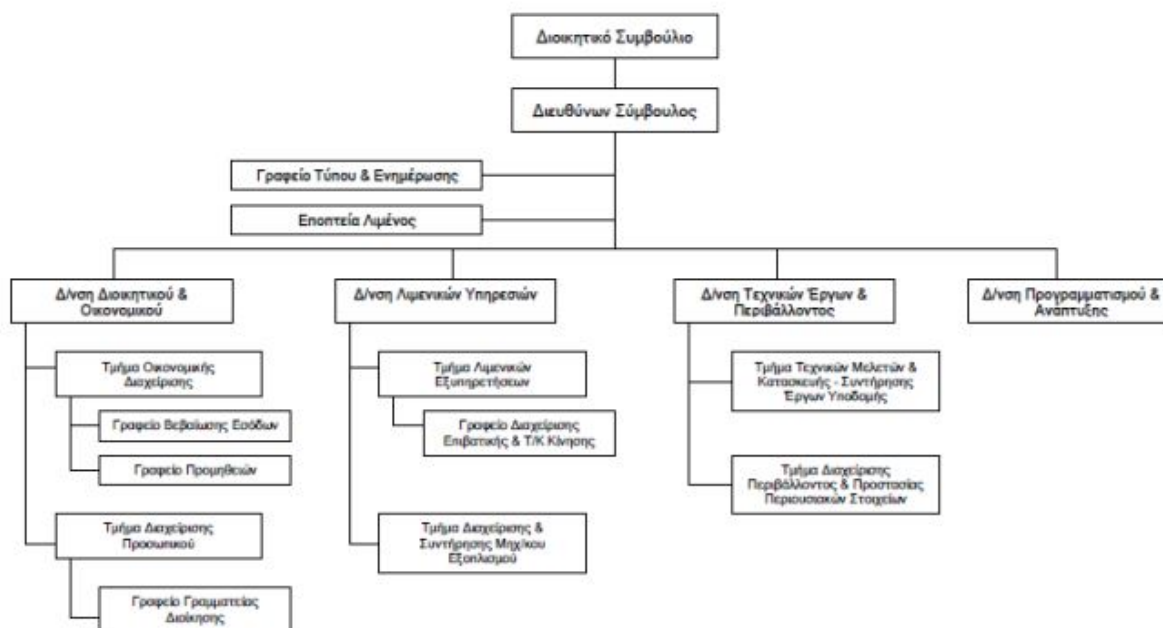 Διοικητικό Συμβούλιο
Διευθύνων Σύμβουλος
Γραφείο Τύπου & Ενημέρωσης
Εποπτεία Λιμένος
Δ/νση Διοικητικού &
Οικονομικού
Δ/νση Λιμενικών Υπηρεσιών
Δ/νση Τεχνικών Έργων &
Περιβάλλοντος
Δ/νση Προγραμματισμού &
Ανάπτυξης
Τμήμα Οικονομικής
Διαχείρισης
Γραφείο Βεβαίωσης Εσόδων
Γραφείο Προμηθειών
Τμήμα Διαχείρισης
Προσωπικού
Γραφείο Γραμματείας
Διοίκησης
Τμήμα Λιμενικών
Εξυπηρετήσεων
Γραφείο Διαχείρισης
Επιβατικής & Τ/Κ Κίνησης
Τμήμα Διαχείρισης &
Συντήρησης Μηχ/κου
Εξοπλισμού
Τμήμα Τεχνικών Μελετών &
Κατασκευής - Συντήρησης
Έργων Υποδομής
Τμήμα Διαχείρισης
Περιβάλλοντος & Προστασίας
Περιουσιακών Στοιχείων